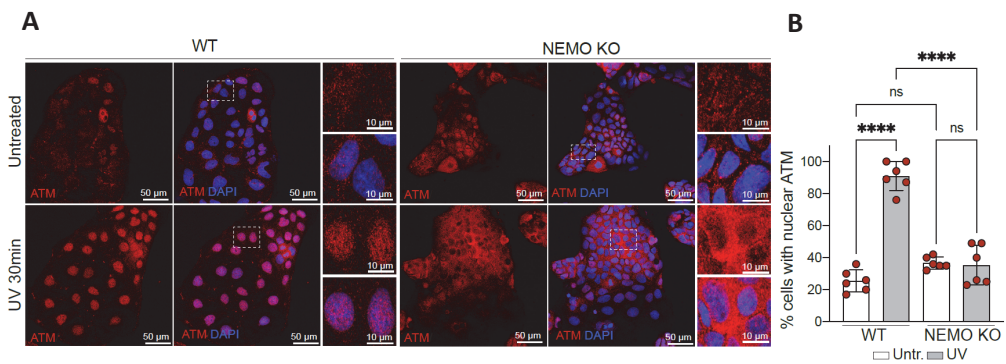 A
WT
NEMO KO
Untreated
ATM
50 µm
ATM DAPI
50 µm
10 µm
10 µm
ATM
50 µm
ATM DAPI
50 µm
10 µm
10 µm
UV 30min
ATM
50 µm
ATM DAPI
50 µm
10 µm
10 µm
ATM
50 µm
ATM DAPI
50 µm
10 µm
10 µm
B
****
ns
****
ns
% cells with nuclear ATM
100
80
60
40
20
0
WT
NEMO KO
Untr.
UV